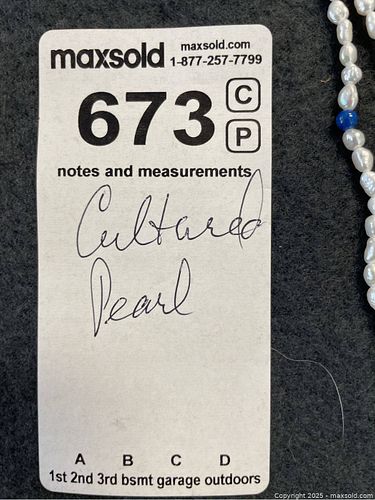 maxsold maxsold.com
1-877-257-7799
673 C
P
notes and measurements
Cultured
Pearl
A B C D
1st 2nd 3rd bsmt garage outdoors
Copyright 2025 - maxsold.com